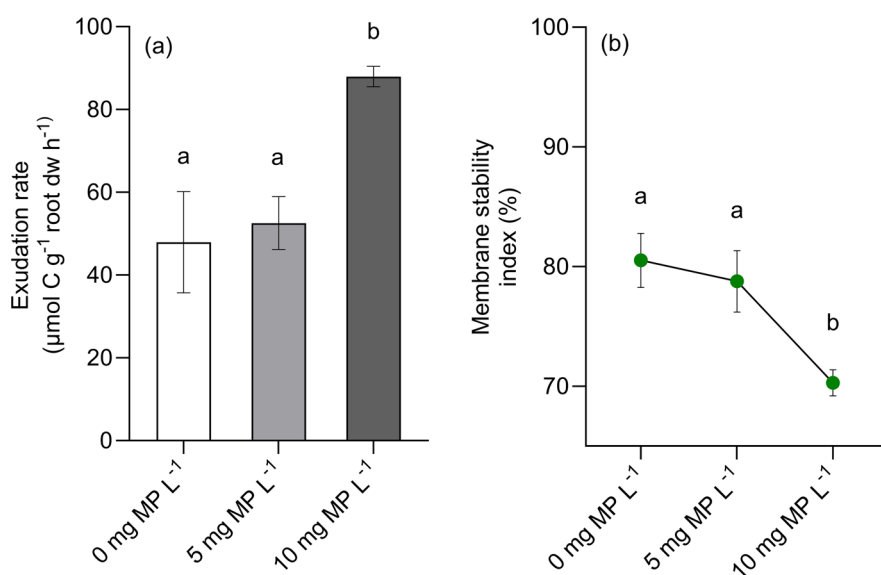 (a)
100
80
60
40
20
0
Exudation rate
(µmol C g⁻¹ root dw h⁻¹)
a
a
b
0 mg MP L⁻¹
5 mg MP L⁻¹
10 mg MP L⁻¹
(b)
100
90
80
70
Membrane stability
index (%)
a
a
b
0 mg MP L⁻¹
5 mg MP L⁻¹
10 mg MP L⁻¹